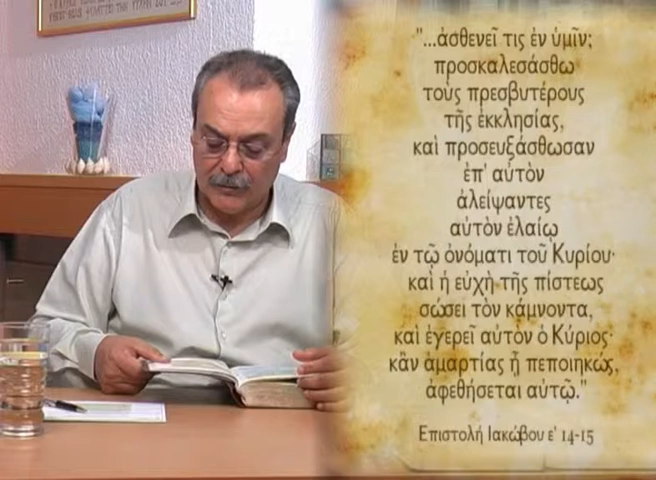 "...ἀσθενεῖ τις ἐν ὑμῖν;
προσκαλεσάσθω
τοὺς πρεσβυτέρους
τῆς ἐκκλησίας,
καὶ προσευξάσθωσαν
ἐπ' αὐτὸν
ἀλείψαντες
αὐτὸν ἐλαίῳ
ἐν τῷ ὀνόματι τοῦ Κυρίου·
καὶ ἡ εὐχὴ τῆς πίστεως
σώσει τὸν κάμνοντα,
καὶ ἐγερεῖ αὐτὸν ὁ Κύριος·
κἂν ἁμαρτίας ᾖ πεποιηκώς,
ἀφεθήσεται αὐτῷ."
Επιστολή Ιακώβου ε' 14-15